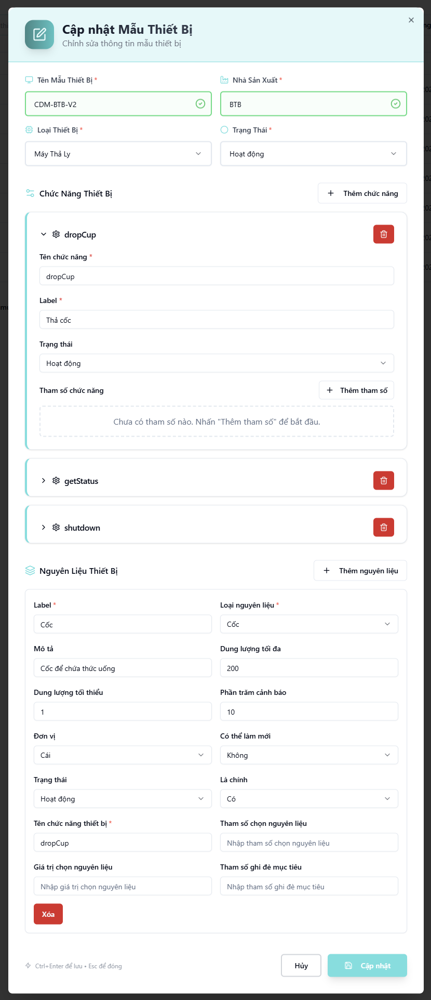 Cập nhật Mẫu Thiết Bị
Chỉnh sửa thông tin mẫu thiết bị
Tên Mẫu Thiết Bị *
Nhà Sản Xuất *
CDM-BTB-V2
BTB
Loại Thiết Bị *
Trạng Thái *
Máy Thả Ly
Hoạt động
Chức Năng Thiết Bị
Thêm chức năng
dropCup
Tên chức năng *
dropCup
Label *
Thả cốc
Trạng thái
Hoạt động
Tham số chức năng
Thêm tham số
Chưa có tham số nào. Nhấn "Thêm tham số" để bắt đầu.
getStatus
shutdown
Nguyên Liệu Thiết Bị
Thêm nguyên liệu
Label *
Loại nguyên liệu *
Cốc
Cốc
Mô tả
Dung lượng tối đa
Cốc để chứa thức uống
200
Dung lượng tối thiểu
Phần trăm cảnh báo
1
10
Đơn vị
Có thể làm mới
Cái
Không
Trạng thái
Là chính
Hoạt động
Có
Tên chức năng thiết bị *
Tham số chọn nguyên liệu
dropCup
Nhập tham số chọn nguyên liệu
Giá trị chọn nguyên liệu
Tham số ghi đè mục tiêu
Nhập giá trị chọn nguyên liệu
Nhập tham số ghi đè mục tiêu
Xóa
Ctrl+Enter để lưu • Esc để đóng
Hủy
Cập nhật